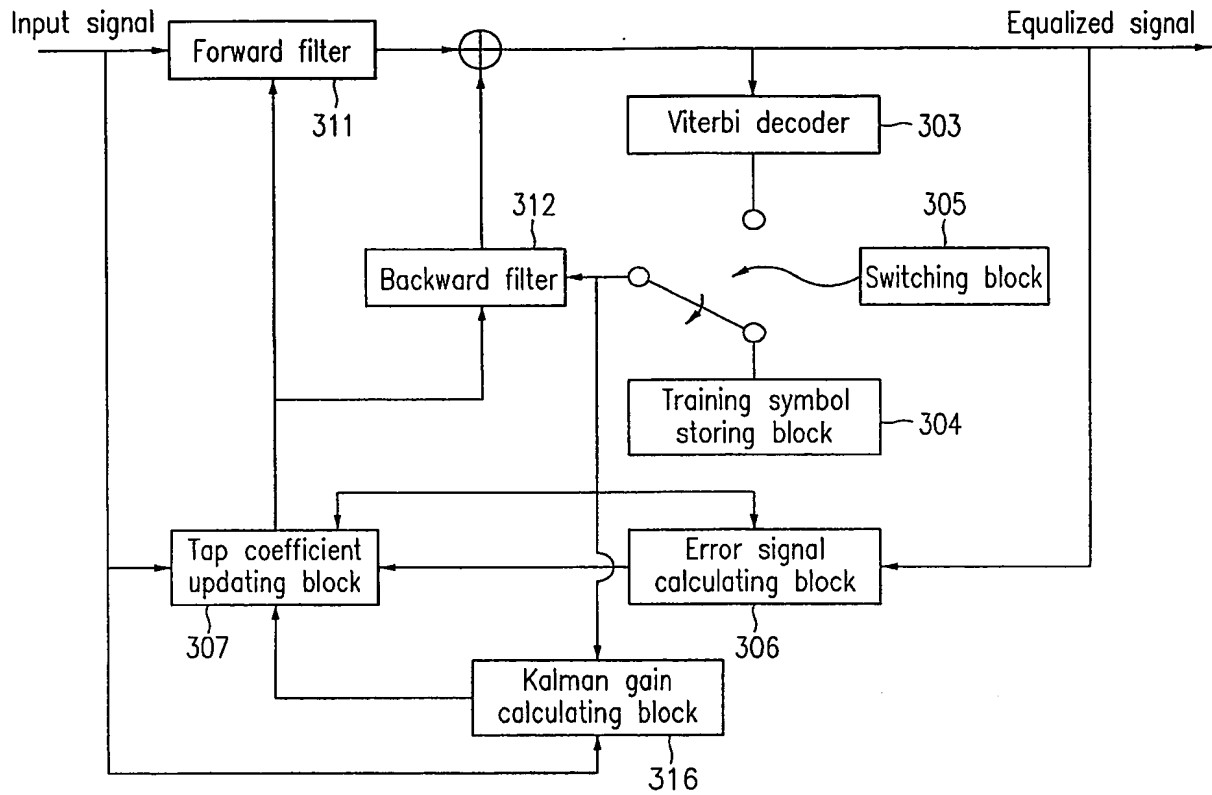 Input signal
Equalized signal
Forward filter
311
Viterbi decoder
303
312
305
Backward filter
Switching block
Training symbol
storing block
304
Tap coefficient
updating block
Error signal
calculating block
307
306
Kalman gain
calculating block
316